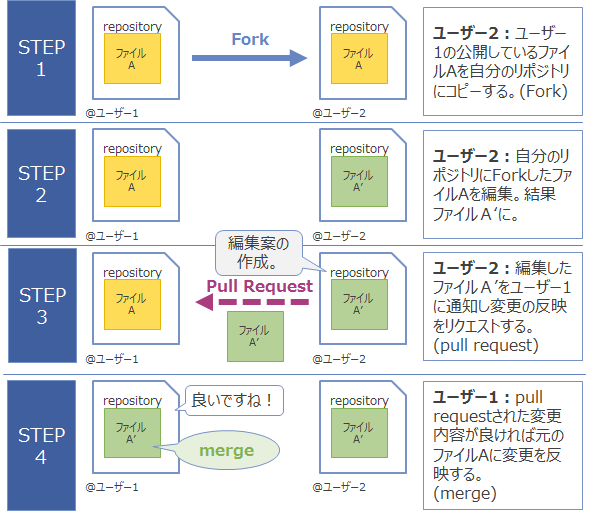 STEP
1
repository
ファイル
A
@ユーザー1
Fork
repository
ファイル
A
@ユーザー2
ユーザー2：ユーザー
1の公開しているファイ
ルAを自分のリポジトリ
にコピーする。(Fork)
STEP
2
repository
ファイル
A
@ユーザー1
repository
ファイル
A’
@ユーザー2
ユーザー2：自分のリ
ポジトリにForkしたファ
イルAを編集。結果
ファイルA‘に。
STEP
3
repository
ファイル
A
@ユーザー1
編集案の
作成。
Pull Request
ファイル
A’
repository
ファイル
A’
@ユーザー2
ユーザー2：編集した
ファイルA’をユーザー1
に通知し変更の反映
をリクエストする。
(pull request)
STEP
4
repository
ファイル
A’
@ユーザー1
良いですね！
merge
repository
ファイル
A’
@ユーザー2
ユーザー1：pull
requestされた変更
内容が良ければ元の
ファイルAに変更を反
映する。
(merge)